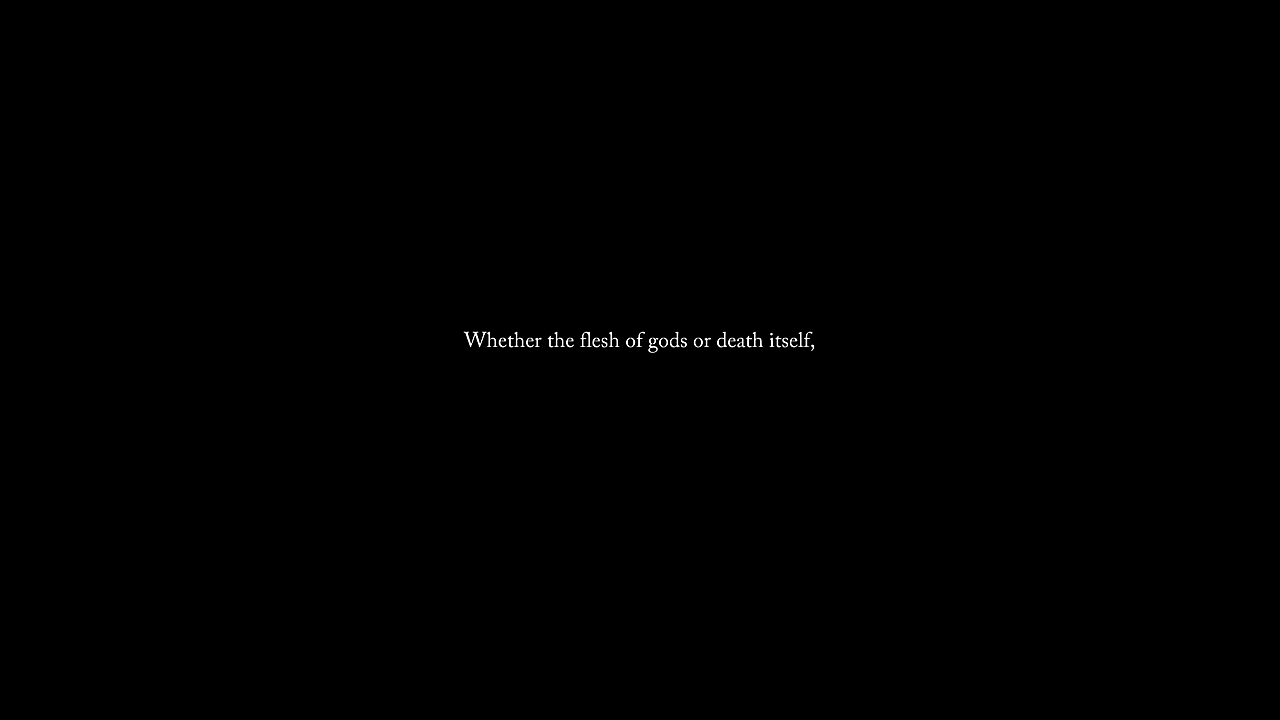 Whether the flesh of gods or death itself,